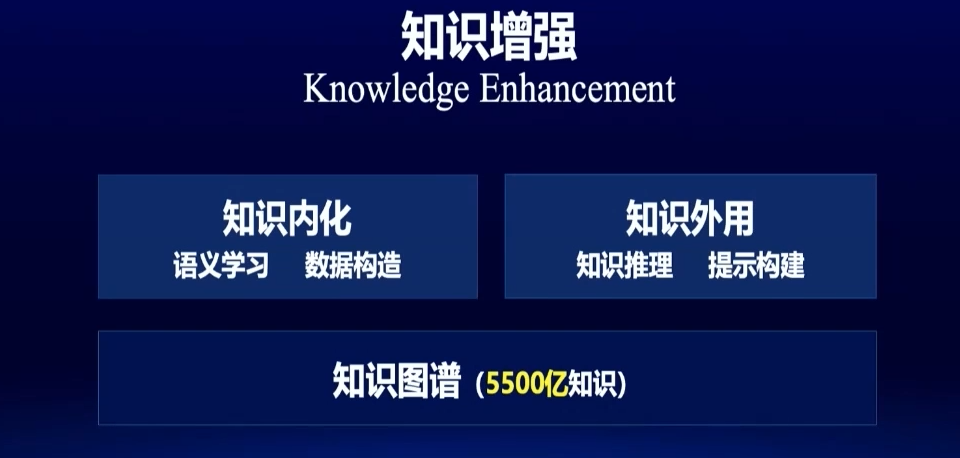 知识增强
Knowledge Enhancement
知识内化
语义学习 数据构造
知识外用
知识推理 提示构建
知识图谱（5500亿知识）